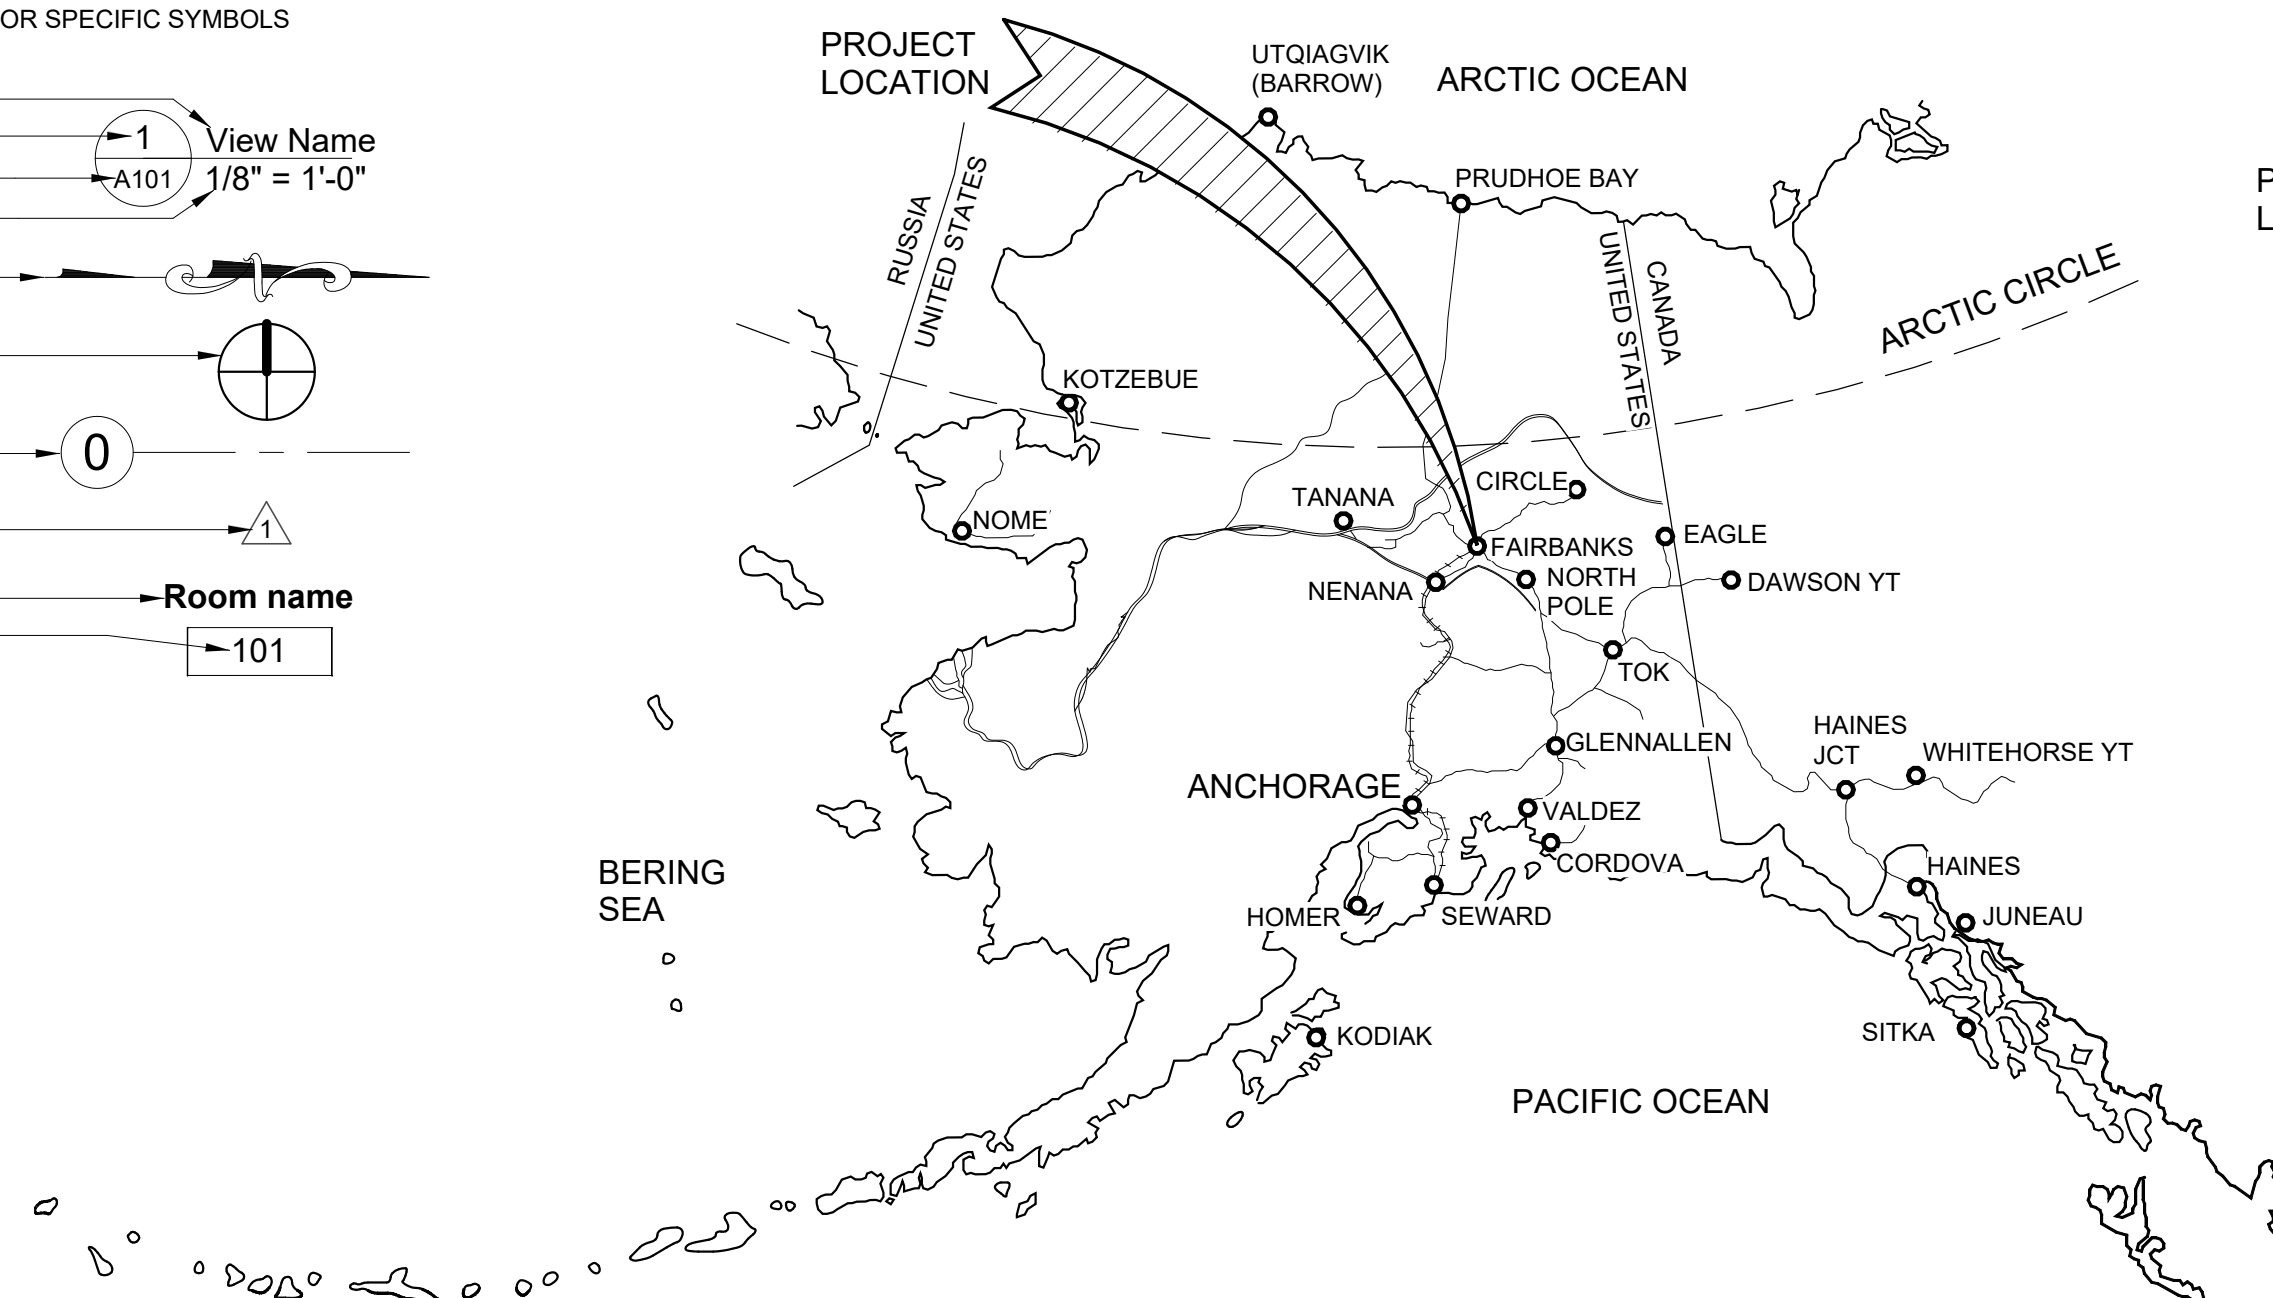 OR SPECIFIC SYMBOLS
1
View Name
A101
1/8" = 1'-0"
0
1
Room name
101
PROJECT
LOCATION
UTQIAGVIK
(BARROW)
ARCTIC OCEAN
PRUDHOE BAY
RUSSIA
UNITED STATES
UNITED STATES
CANADA
ARCTIC CIRCLE
KOTZEBUE
CIRCLE
TANANA
NOME
EAGLE
FAIRBANKS
NORTH
POLE
NENANA
DAWSON YT
TOK
HAINES
JCT
WHITEHORSE YT
GLENNALLEN
ANCHORAGE
VALDEZ
CORDOVA
HAINES
BERING
SEA
HOMER
SEWARD
JUNEAU
SITKA
KODIAK
PACIFIC OCEAN
P
L